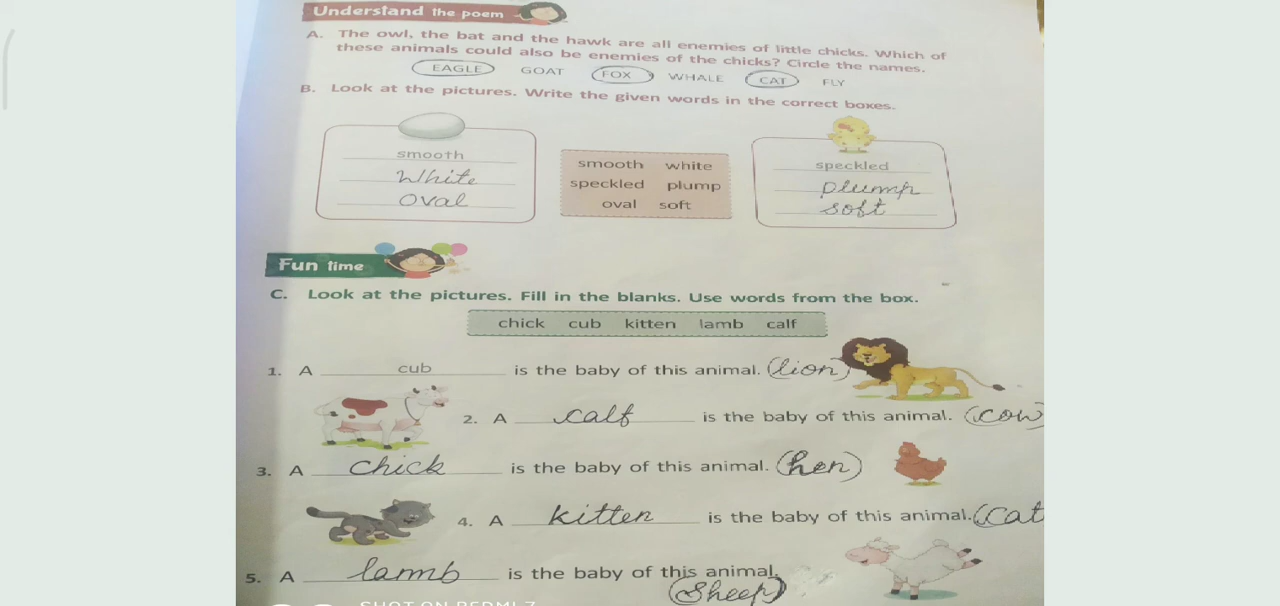 Understand the poem
A. The owl, the bat and the hawk are all enemies of little chicks. Which of
these animals could also be enemies of the chicks? Circle the names.
EAGLE GOAT FOX WHALE CAT FLY
B. Look at the pictures. Write the given words in the correct boxes.
smooth
White
oval
smooth white
speckled plump
oval soft
speckled
plump
soft
Fun time
C. Look at the pictures. Fill in the blanks. Use words from the box.
chick cub kitten lamb calf
1. A cub is the baby of this animal. (lion)
2. A calf is the baby of this animal. (cow)
3. A chick is the baby of this animal. (hen)
4. A kitten is the baby of this animal. (cat
5. A lamb is the baby of this animal.
(Sheep)
SHOT ON REDMI 7